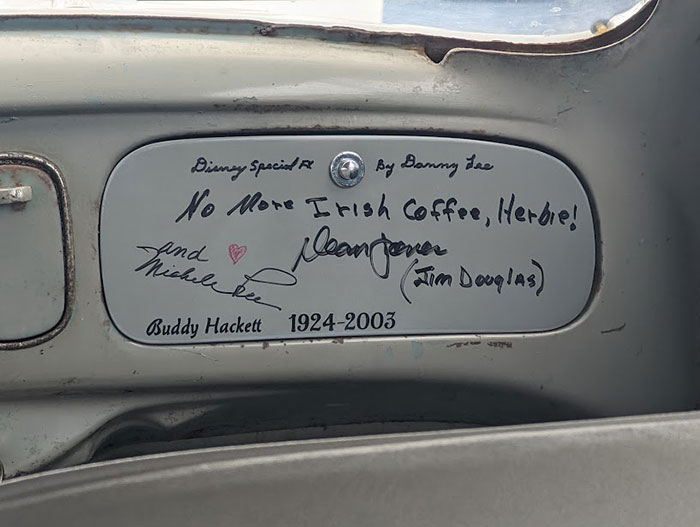 Disney Special FX By Danny Lee
No More Irish Coffee, Herbie!
Dean Jones
(Jim Douglas)
and
Michele Lee
Buddy Hackett 1924-2003